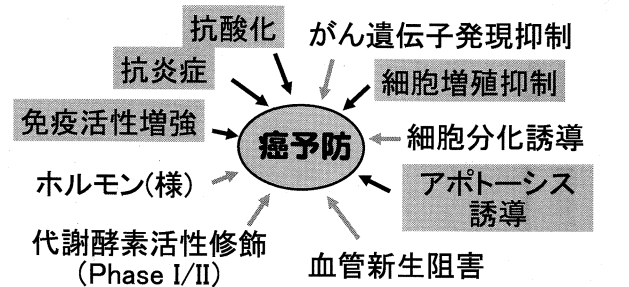 抗酸化
がん遺伝子発現抑制
抗炎症
細胞増殖抑制
免疫活性増強
癌予防
細胞分化誘導
ホルモン(様)
アポトーシス
誘導
代謝酵素活性修飾
(Phase I/II)
血管新生阻害